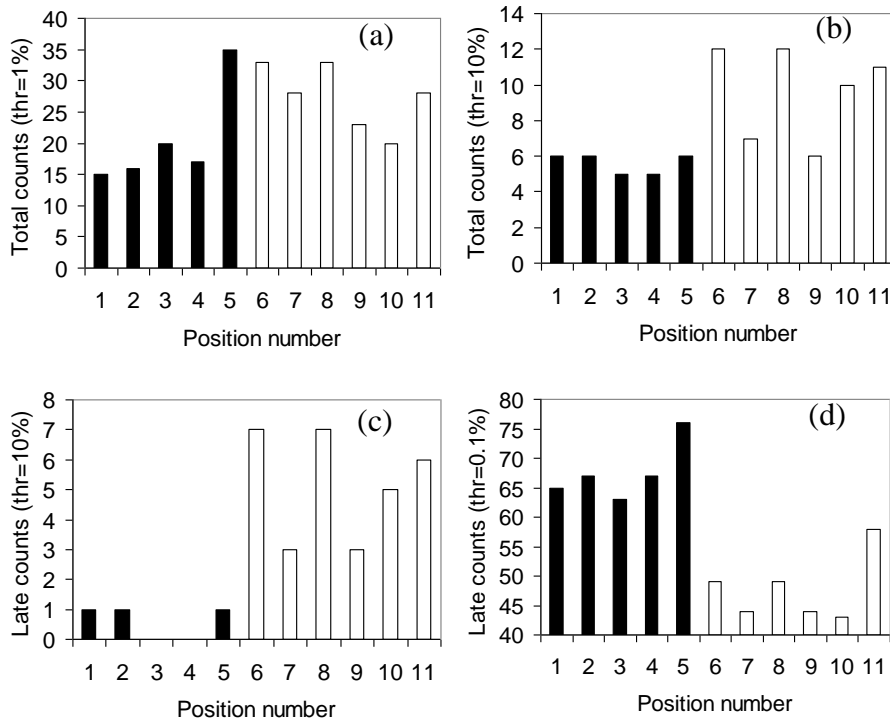 (a)
Total counts (thr=1%)
40
35
30
25
20
15
10
5
0
1 2 3 4 5 6 7 8 9 10 11
Position number
(b)
Total counts (thr=10%)
14
12
10
8
6
4
2
0
1 2 3 4 5 6 7 8 9 10 11
Position number
(c)
Late counts (thr=10%)
8
7
6
5
4
3
2
1
0
1 2 3 4 5 6 7 8 9 10 11
Position number
(d)
Late counts (thr=0.1%)
80
75
70
65
60
55
50
45
40
1 2 3 4 5 6 7 8 9 10 11
Position number